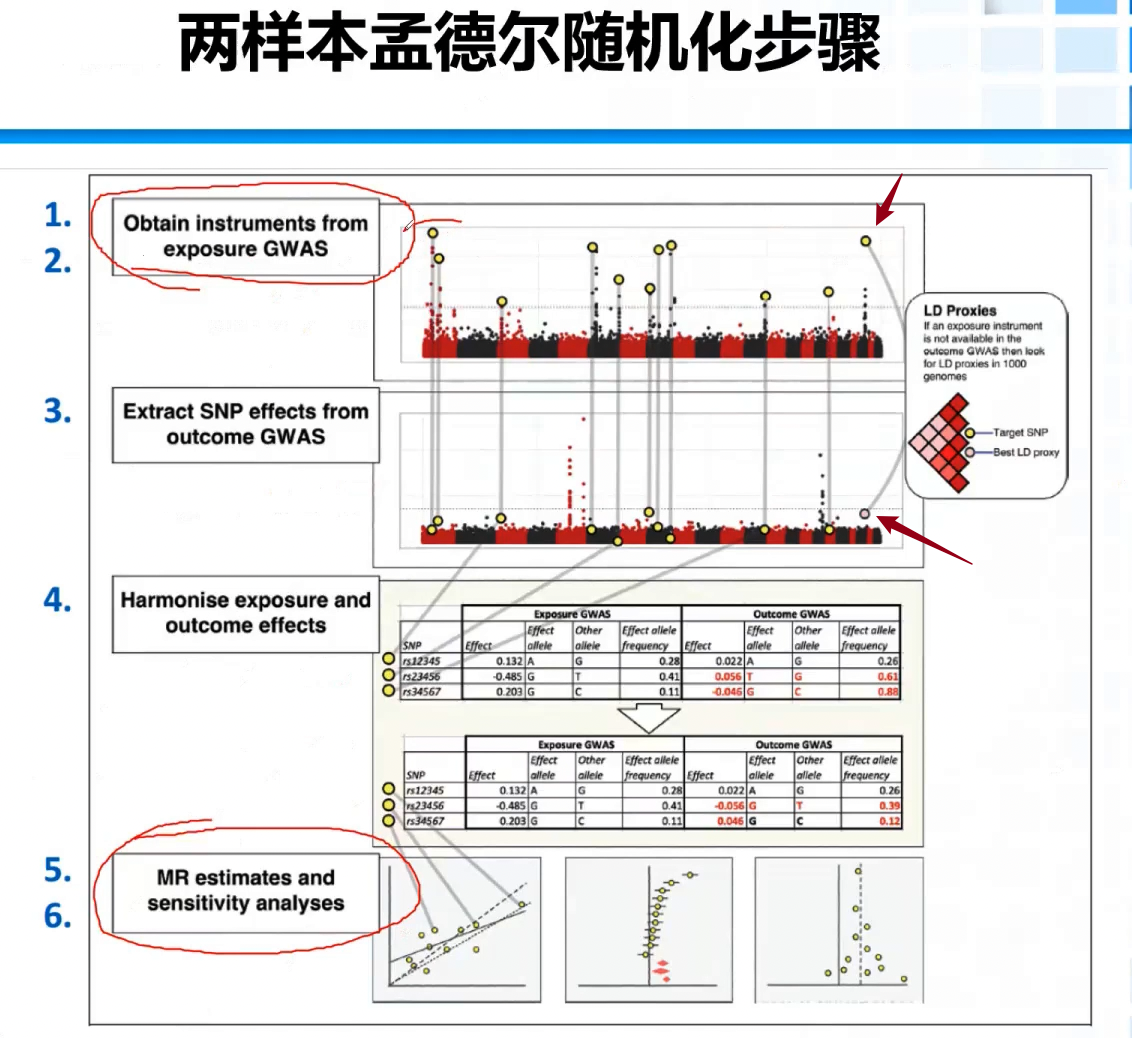 两样本孟德尔随机化步骤
1.
2.
Obtain instruments from
exposure GWAS
LD Proxies
If an exposure instrument
is not available in the
outcome GWAS then look
for LD proxies in 1000
genomes
Target SNP
Best LD proxy
3.
Extract SNP effects from
outcome GWAS
4.
Harmonise exposure and
outcome effects
Exposure GWAS Outcome GWAS
SNP Effect Effect allele Other allele Effect allele frequency Effect Effect allele Other allele Effect allele frequency
rs12345 0.132 A G 0.28 0.022 A G 0.26
rs23456 -0.485 G T 0.41 0.056 T G 0.61
rs34567 0.203 G C 0.11 -0.046 G C 0.88
Exposure GWAS Outcome GWAS
SNP Effect Effect allele Other allele Effect allele frequency Effect Effect allele Other allele Effect allele frequency
rs12345 0.132 A G 0.28 0.022 A G 0.26
rs23456 -0.485 G T 0.41 -0.056 G T 0.39
rs34567 0.203 G C 0.11 0.046 G C 0.12
5.
6.
MR estimates and
sensitivity analyses